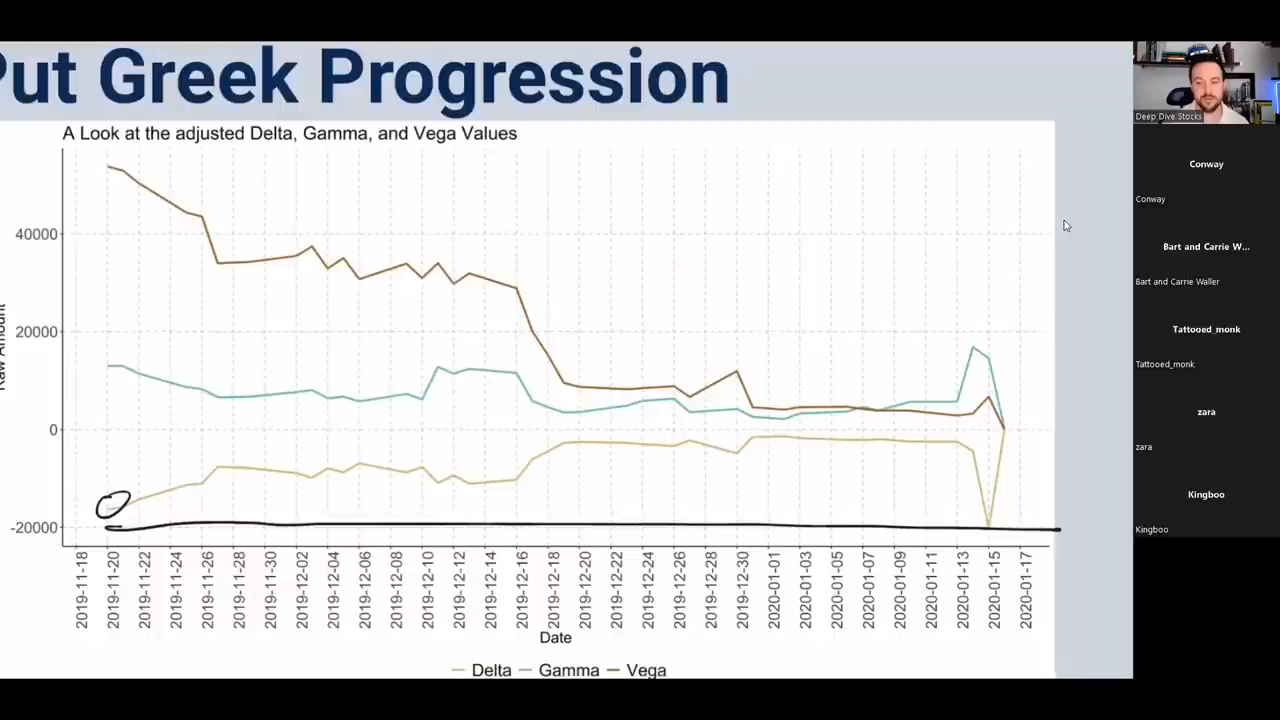 Put Greek Progression
A Look at the adjusted Delta, Gamma, and Vega Values
40000
20000
0
-20000
2019-11-18
2019-11-20
2019-11-22
2019-11-24
2019-11-26
2019-11-28
2019-11-30
2019-12-02
2019-12-04
2019-12-06
2019-12-08
2019-12-10
2019-12-12
2019-12-14
2019-12-16
2019-12-18
2019-12-20
2019-12-22
2019-12-24
2019-12-26
2019-12-28
2019-12-30
2020-01-01
2020-01-03
2020-01-05
2020-01-07
2020-01-09
2020-01-11
2020-01-13
2020-01-15
2020-01-17
Date
Delta Gamma Vega
Deep Dive Stocks
Conway
Conway
Bart and Carrie W...
Bart and Carrie Waller
Tattooed_monk
Tattooed_monk
zara
zara
Kingboo
Kingboo